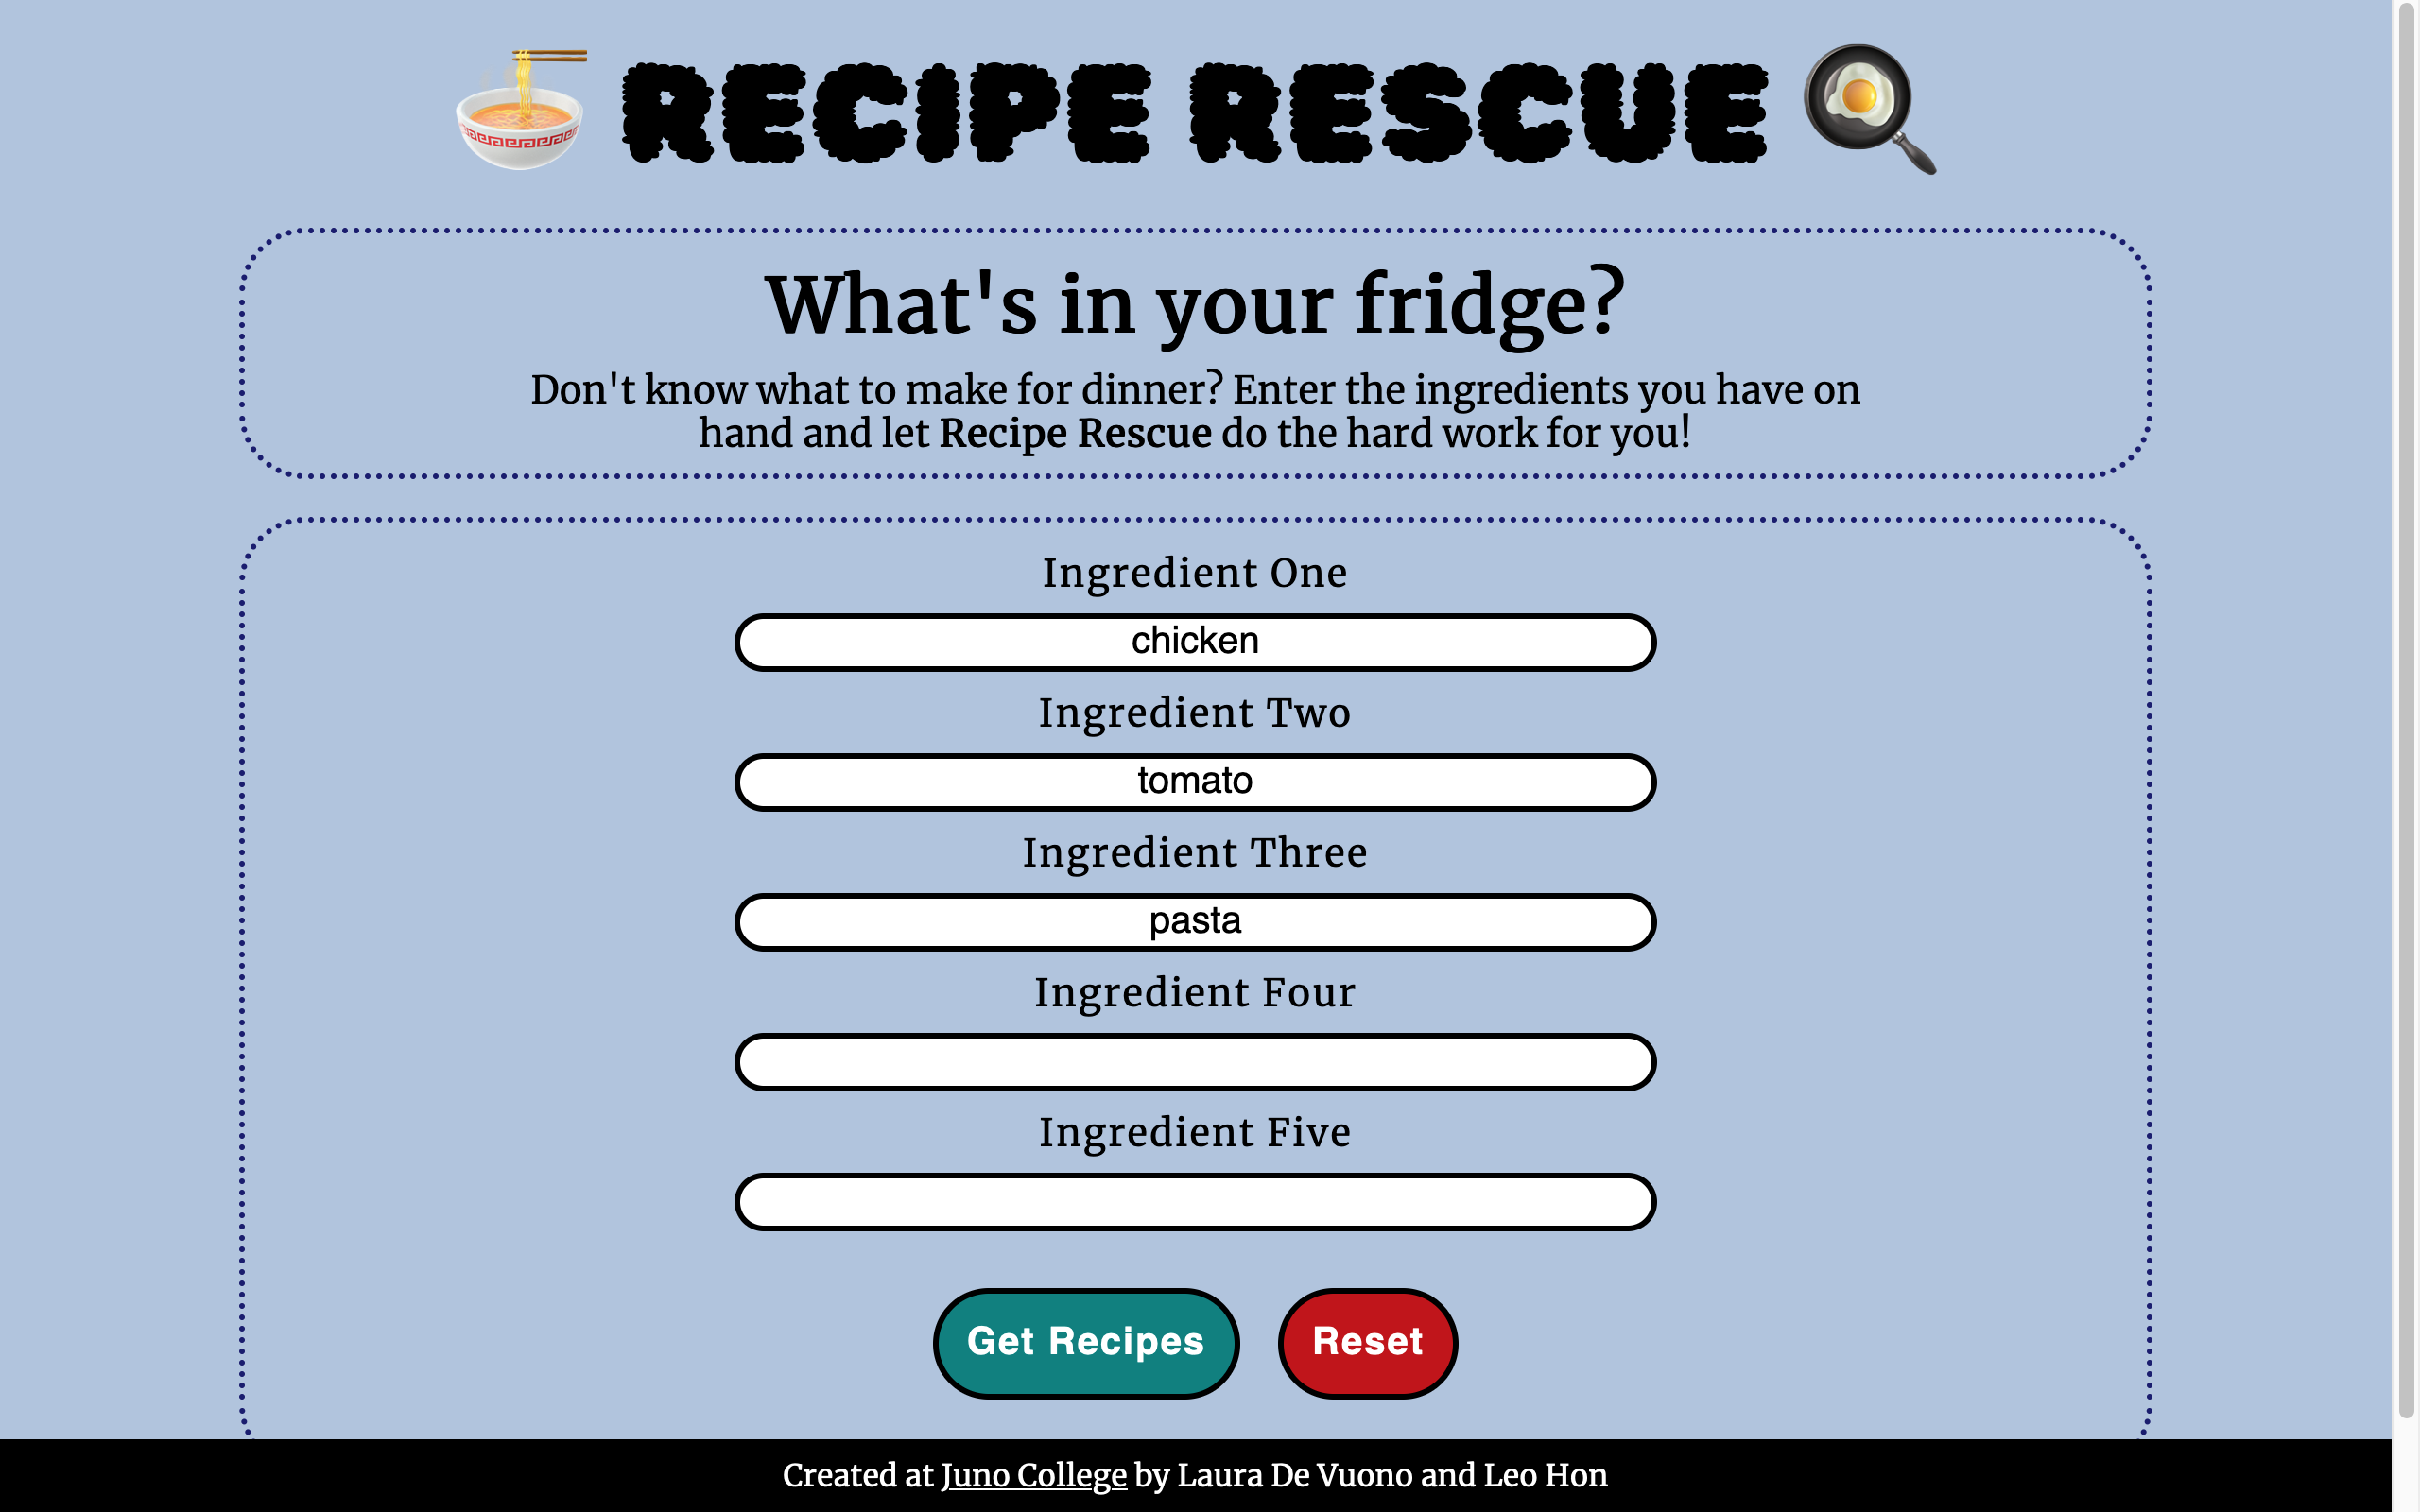 RECIPE RESCUE
What's in your fridge?
Don't know what to make for dinner? Enter the ingredients you have on
hand and let Recipe Rescue do the hard work for you!
Ingredient One
chicken
Ingredient Two
tomato
Ingredient Three
pasta
Ingredient Four
Ingredient Five
Get Recipes Reset
Created at Juno College by Laura De Vuono and Leo Hon